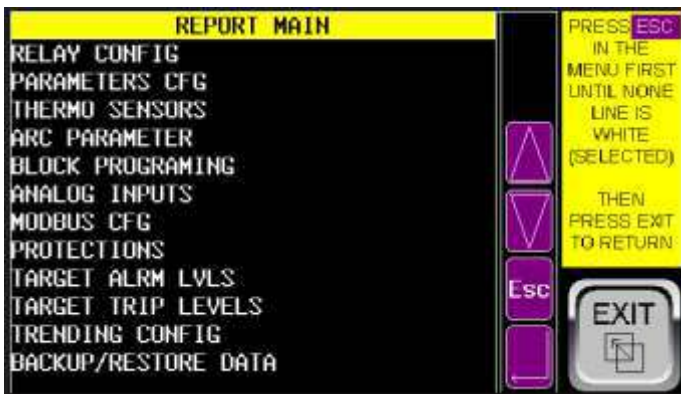 REPORT MAIN
RELAY CONFIG
PARAMETERS CFG
THERMO SENSORS
ARC PARAMETER
BLOCK PROGRAMING
ANALOG INPUTS
MODBUS CFG
PROTECTIONS
TARGET ALRM LVLS
TARGET TRIP LEVELS
TRENDING CONFIG
BACKUP/RESTORE DATA
Esc
PRESS ESC
IN THE
MENU FIRST
UNTIL NONE
LINE IS
WHITE
(SELECTED)
THEN
PRESS EXIT
TO RETURN
EXIT